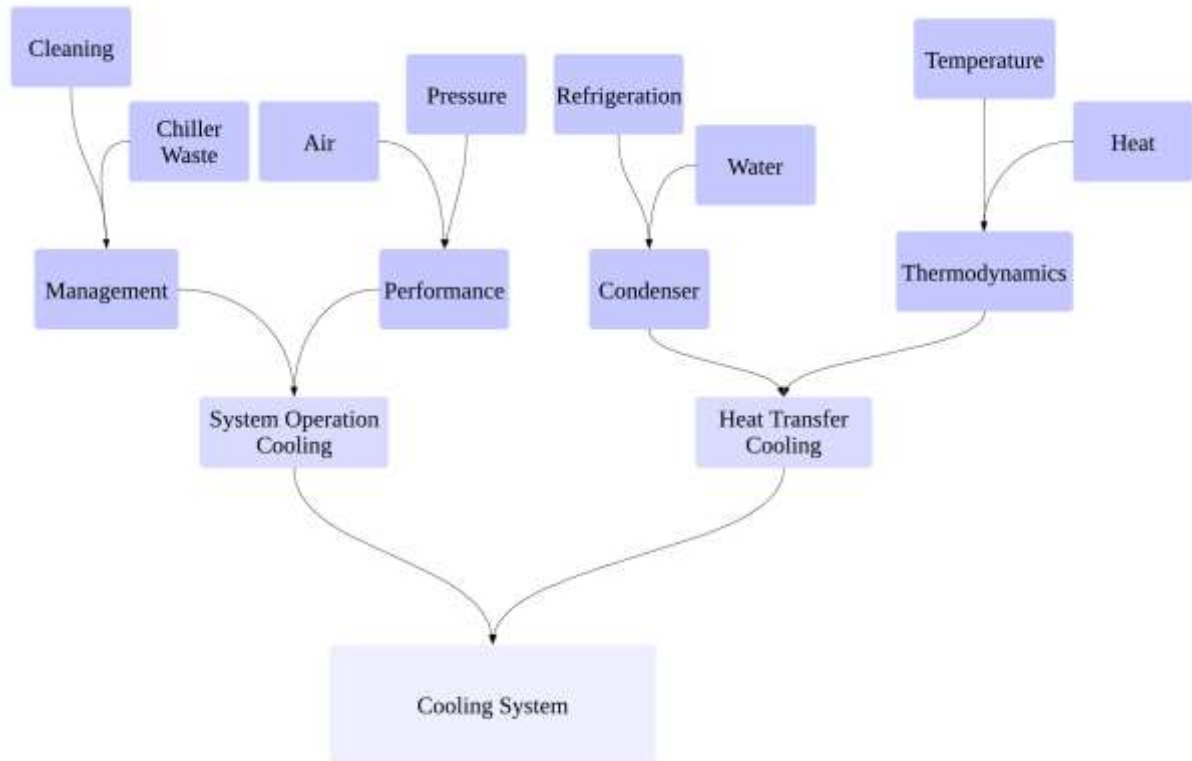 Cleaning
Temperature
Pressure
Refrigeration
Chiller
Waste
Air
Heat
Water
Management
Performance
Condenser
Thermodynamics
System Operation
Cooling
Heat Transfer
Cooling
Cooling System